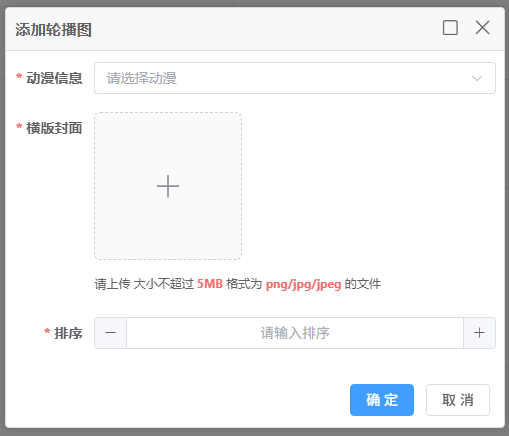 添加轮播图
* 动漫信息 请选择动漫
* 横版封面
请上传 大小不超过 5MB 格式为 png/jpg/jpeg 的文件
* 排序 请输入排序
确 定 取 消